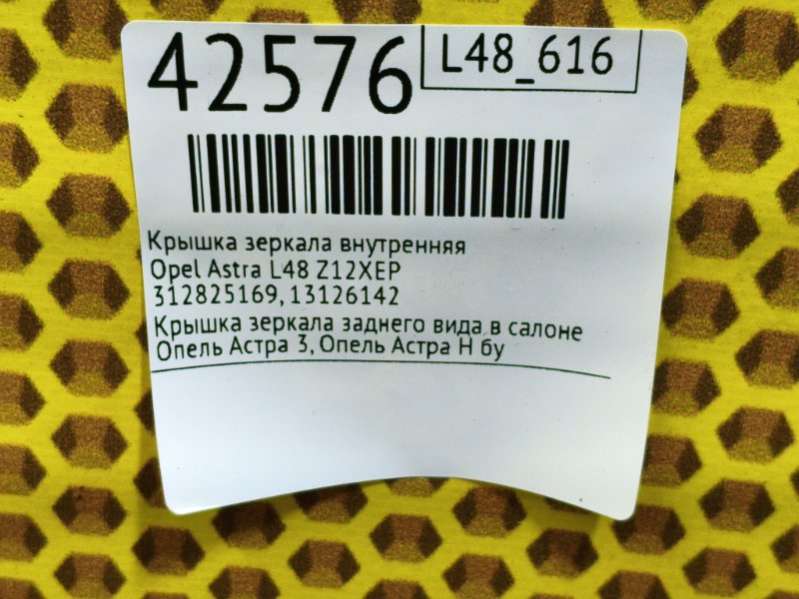 42576
L48_616
Крышка зеркала внутренняя
Opel Astra L48 Z12XEP
312825169, 13126142
Крышка зеркала заднего вида в салоне
Опель Астра 3, Опель Астра H бу